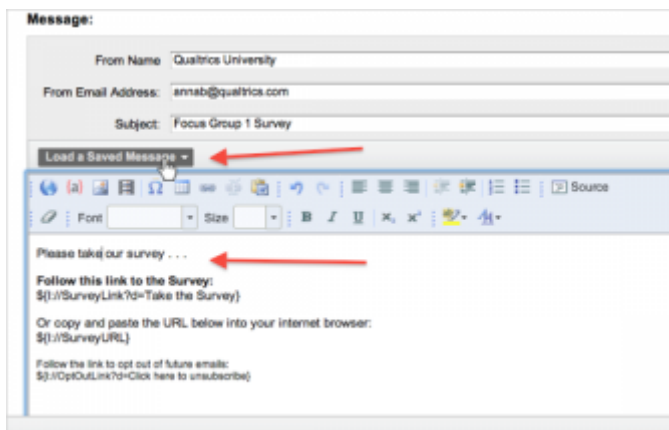 Message:
From Name Qualtrics University
From Email Address: annab@qualtrics.com
Subject: Focus Group 1 Survey
Load a Saved Message
Source
Font Size B I U x, x²
Please take our survey . . .
Follow this link to the Survey:
${l://SurveyLink?d=Take the Survey}
Or copy and paste the URL below into your internet browser:
${l://SurveyURL}
Follow the link to opt out of future emails:
${l://OptOutLink?d=Click here to unsubscribe}